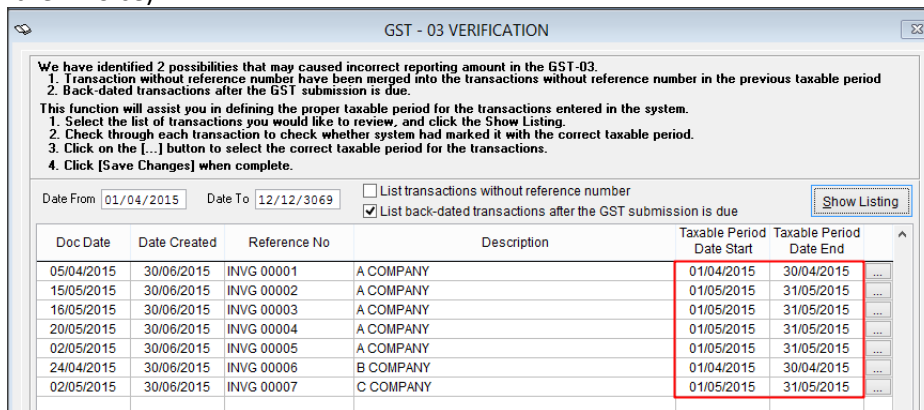 GST - 03 VERIFICATION
We have identified 2 possibilities that may caused incorrect reporting amount in the GST-03.
1. Transaction without reference number have been merged into the transactions without reference number in the previous taxable period
2. Back-dated transactions after the GST submission is due.
This function will assist you in defining the proper taxable period for the transactions entered in the system.
1. Select the list of transactions you would like to review, and click the Show Listing.
2. Check through each transaction to check whether system had marked it with the correct taxable period.
3. Click on the [...] button to select the correct taxable period for the transactions.
4. Click [Save Changes] when complete.
Date From 01/04/2015 Date To 12/12/3069
List transactions without reference number
List back-dated transactions after the GST submission is due
Show Listing
Doc Date Date Created Reference No Description Taxable Period Date Start Taxable Period Date End
05/04/2015 30/06/2015 INVG 00001 A COMPANY 01/04/2015 30/04/2015 ...
15/05/2015 30/06/2015 INVG 00002 A COMPANY 01/05/2015 31/05/2015 ...
16/05/2015 30/06/2015 INVG 00003 A COMPANY 01/05/2015 31/05/2015 ...
20/05/2015 30/06/2015 INVG 00004 A COMPANY 01/05/2015 31/05/2015 ...
02/05/2015 30/06/2015 INVG 00005 A COMPANY 01/05/2015 31/05/2015 ...
24/04/2015 30/06/2015 INVG 00006 B COMPANY 01/04/2015 30/04/2015 ...
02/05/2015 30/06/2015 INVG 00007 C COMPANY 01/05/2015 31/05/2015 ...